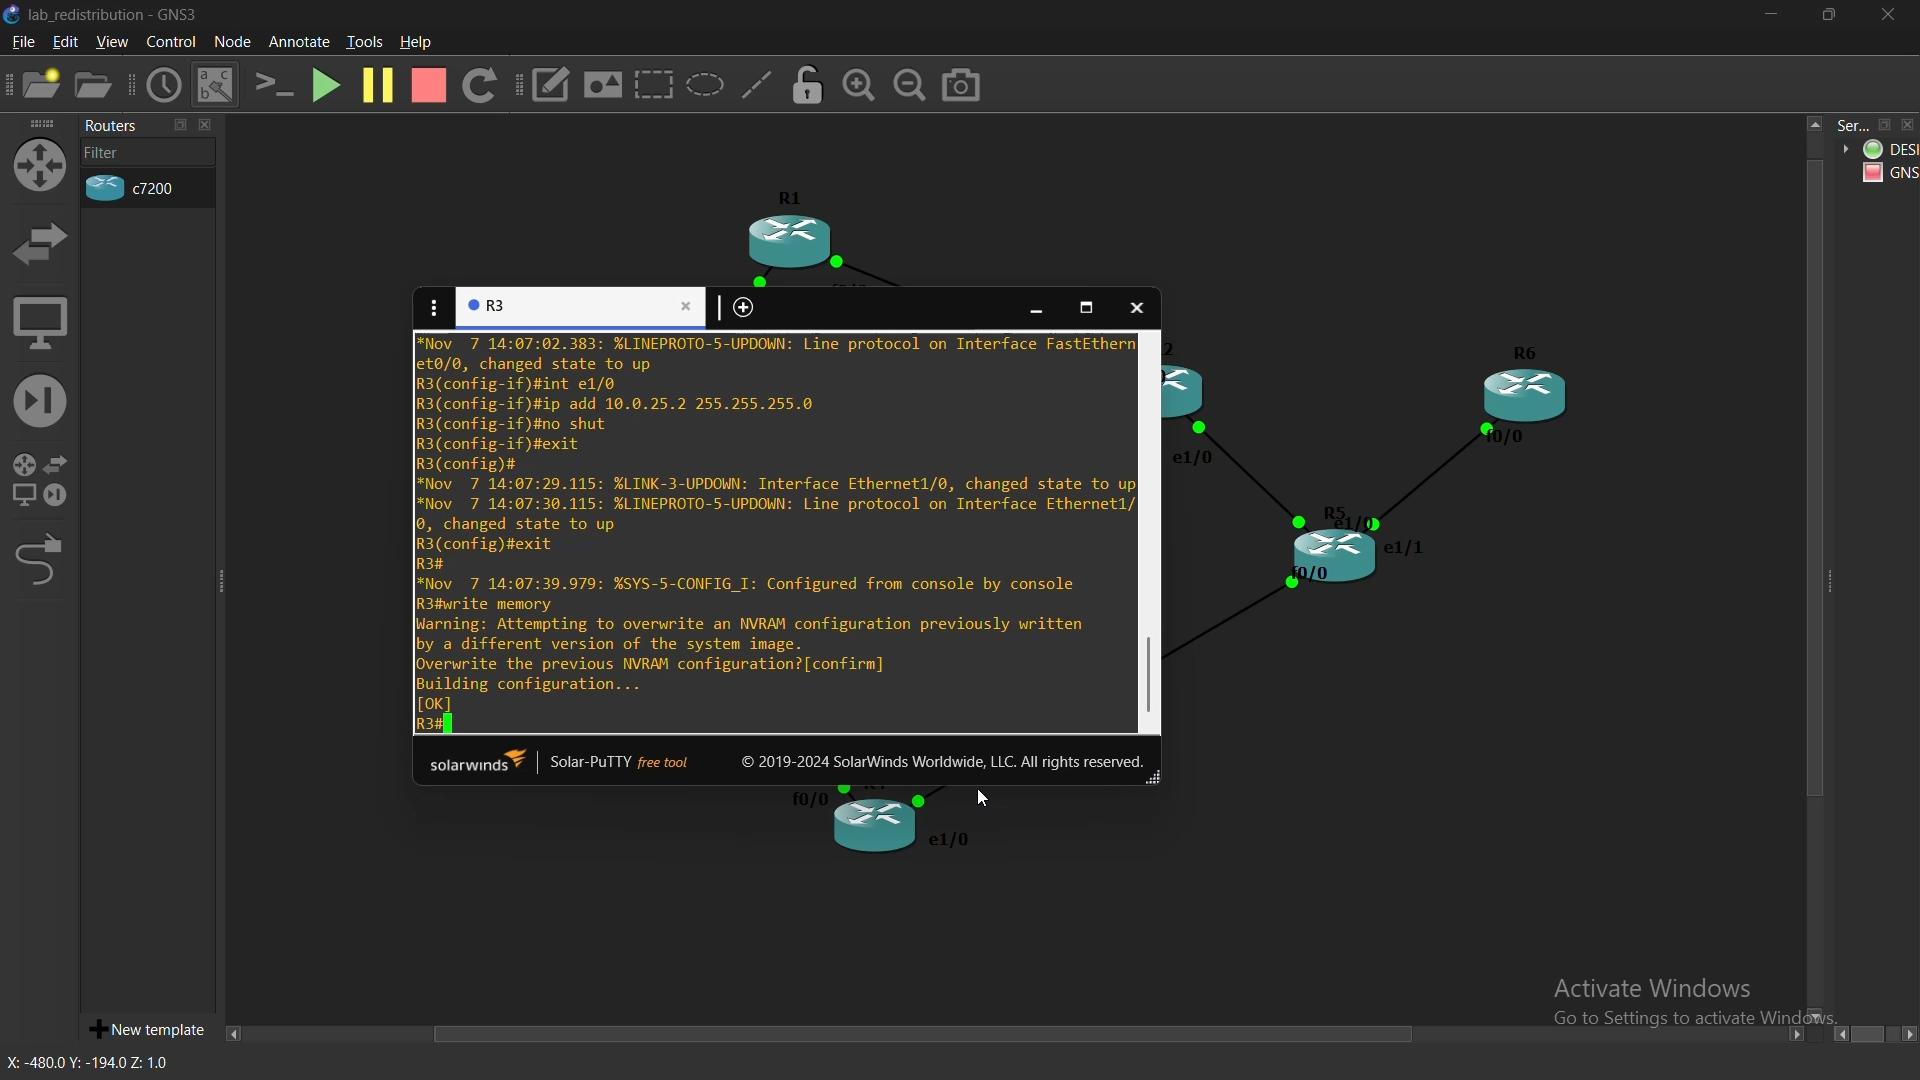 lab_redistribution - GNS3
File Edit View Control Node Annotate Tools Help
Routers
Filter
c7200
New template
X: -480.0 Y: -194.0 Z: 1.0
Ser...
DESI
GNS
R1
R6
f0/0
e1/0
R5
e1/0
e1/1
f0/0
f0/0
e1/0
R3
*Nov  7 14:07:02.383: %LINEPROTO-5-UPDOWN: Line protocol on Interface FastEthern
et0/0, changed state to up
R3(config-if)#int e1/0
R3(config-if)#ip add 10.0.25.2 255.255.255.0
R3(config-if)#no shut
R3(config-if)#exit
R3(config)#
*Nov  7 14:07:29.115: %LINK-3-UPDOWN: Interface Ethernet1/0, changed state to up
*Nov  7 14:07:30.115: %LINEPROTO-5-UPDOWN: Line protocol on Interface Ethernet1/
0, changed state to up
R3(config)#exit
R3#
*Nov  7 14:07:39.979: %SYS-5-CONFIG_I: Configured from console by console
R3#write memory
Warning: Attempting to overwrite an NVRAM configuration previously written
by a different version of the system image.
Overwrite the previous NVRAM configuration?[confirm]
Building configuration...
[OK]
R3#
solarwinds Solar-PuTTY free tool © 2019-2024 SolarWinds Worldwide, LLC. All rights reserved.
Activate Windows
Go to Settings to activate Windows.